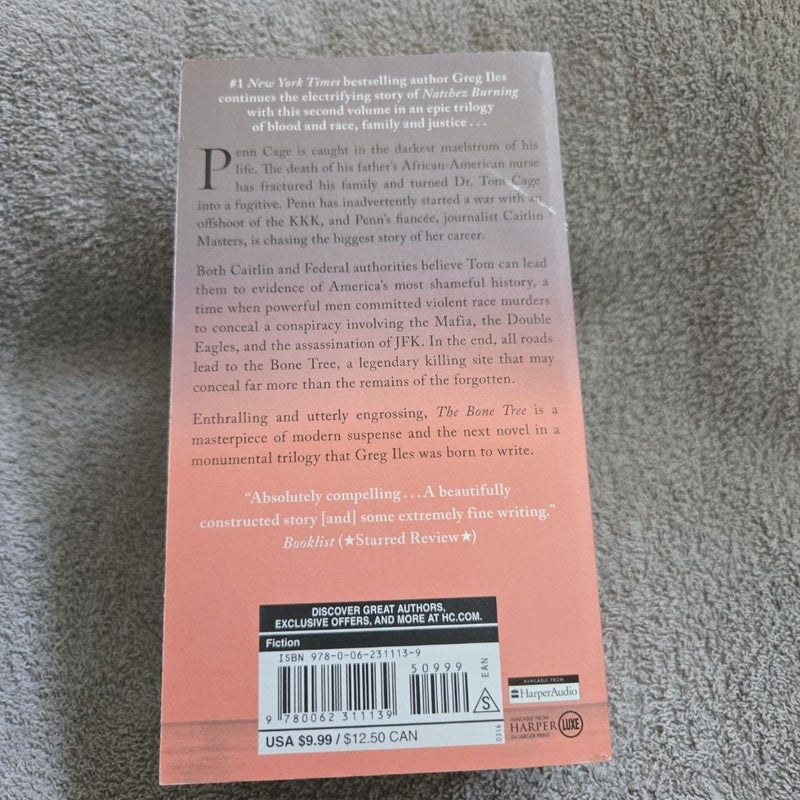 #1 New York Times bestselling author Greg Iles
continues the electrifying story of Natchez Burning
with this second volume in an epic trilogy
of blood and race, family and justice . . .
Penn Cage is caught in the darkest maelstrom of his
life. The death of his father's African-American nurse
has fractured his family and turned Dr. Tom Cage
into a fugitive. Penn has inadvertently started a war with an
offshoot of the KKK, and Penn's fiancée, journalist Caitlin
Masters, is chasing the biggest story of her career.
Both Caitlin and Federal authorities believe Tom can lead
them to evidence of America's most shameful history, a
time when powerful men committed violent race murders
to conceal a conspiracy involving the Mafia, the Double
Eagles, and the assassination of JFK. In the end, all roads
lead to the Bone Tree, a legendary killing site that may
conceal far more than the remains of the forgotten.
Enthralling and utterly engrossing, The Bone Tree is a
masterpiece of modern suspense and the next novel in a
monumental trilogy that Greg Iles was born to write.
"Absolutely compelling . . . A beautifully
constructed story [and] some extremely fine writing."
Booklist (★Starred Review★)
DISCOVER GREAT AUTHORS,
EXCLUSIVE OFFERS, AND MORE AT HC.COM.
Fiction
ISBN 978-0-06-231113-9
50999
EAN
S
9 780062 311139
USA $9.99 / $12.50 CAN
0316
AVAILABLE FROM
HarperAudio
AVAILABLE FROM
HARPER LUXE
IN LARGER PRINT